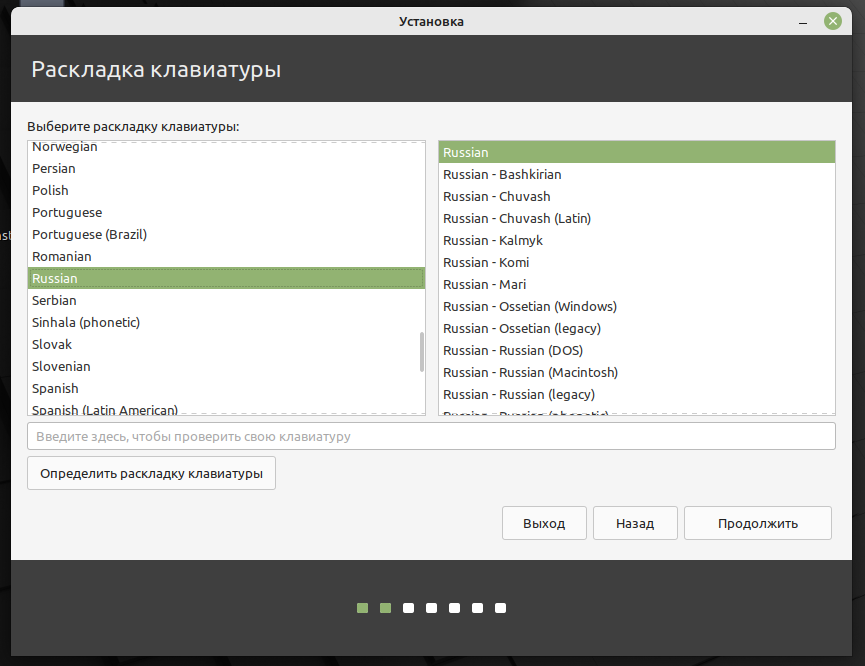 Установка
Раскладка клавиатуры
Выберите раскладку клавиатуры:
Norwegian
Persian
Polish
Portuguese
Portuguese (Brazil)
Romanian
Russian
Serbian
Sinhala (phonetic)
Slovak
Slovenian
Spanish
Spanish (Latin American)
Russian
Russian - Bashkirian
Russian - Chuvash
Russian - Chuvash (Latin)
Russian - Kalmyk
Russian - Komi
Russian - Mari
Russian - Ossetian (Windows)
Russian - Ossetian (legacy)
Russian - Russian (DOS)
Russian - Russian (Macintosh)
Russian - Russian (legacy)
Russian - Russian (phonetic)
Введите здесь, чтобы проверить свою клавиатуру
Определить раскладку клавиатуры
Выход
Назад
Продолжить